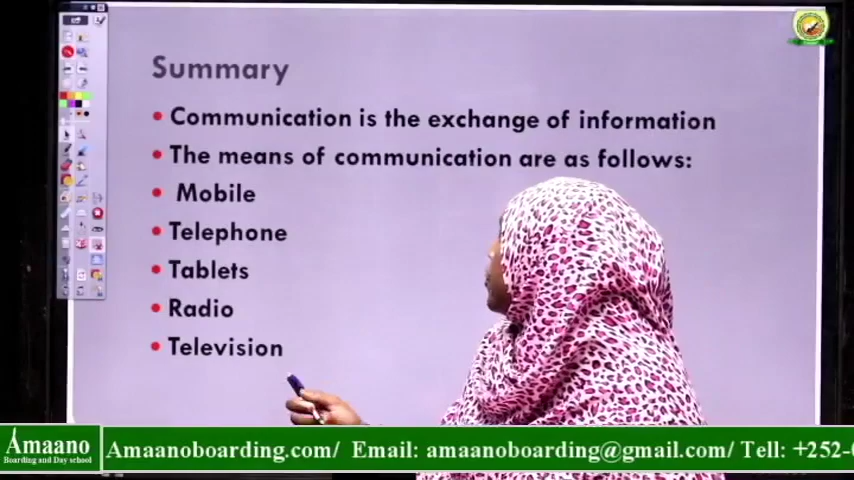 Summary
• Communication is the exchange of information
• The means of communication are as follows:
• Mobile
• Telephone
• Tablets
• Radio
• Television
Amaano
Boarding and Day school
Amaanoboarding.com/ Email: amaanoboarding@gmail.com/ Tell: +252-